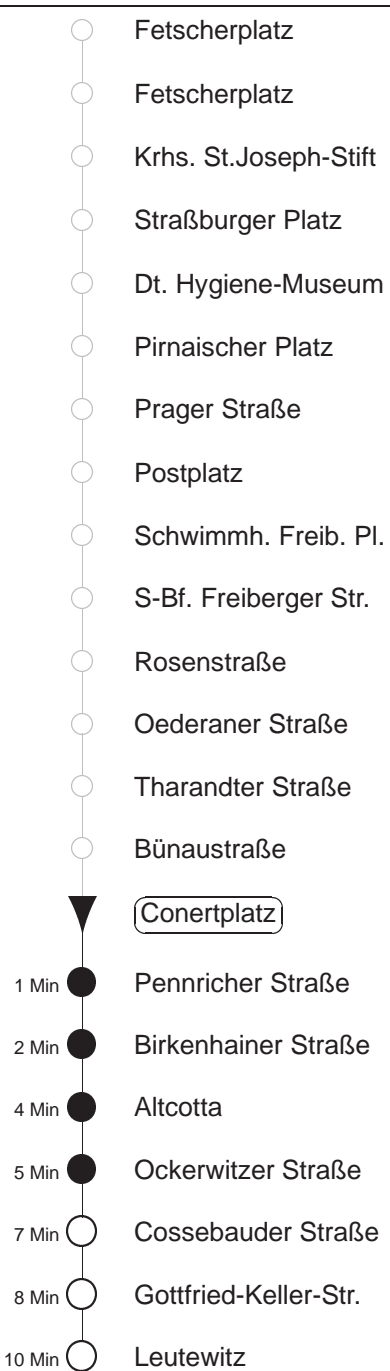 Fetscherplatz
Fetscherplatz
Krhs. St.Joseph-Stift
Straßburger Platz
Dt. Hygiene-Museum
Pirnaischer Platz
Prager Straße
Postplatz
Schwimmh. Freib. Pl.
S-Bf. Freiberger Str.
Rosenstraße
Oederaner Straße
Tharandter Straße
Bünaustraße
Conertplatz
1 Min Pennricher Straße
2 Min Birkenhainer Straße
4 Min Altcotta
5 Min Ockerwitzer Straße
7 Min Cossebauder Straße
8 Min Gottfried-Keller-Str.
10 Min Leutewitz